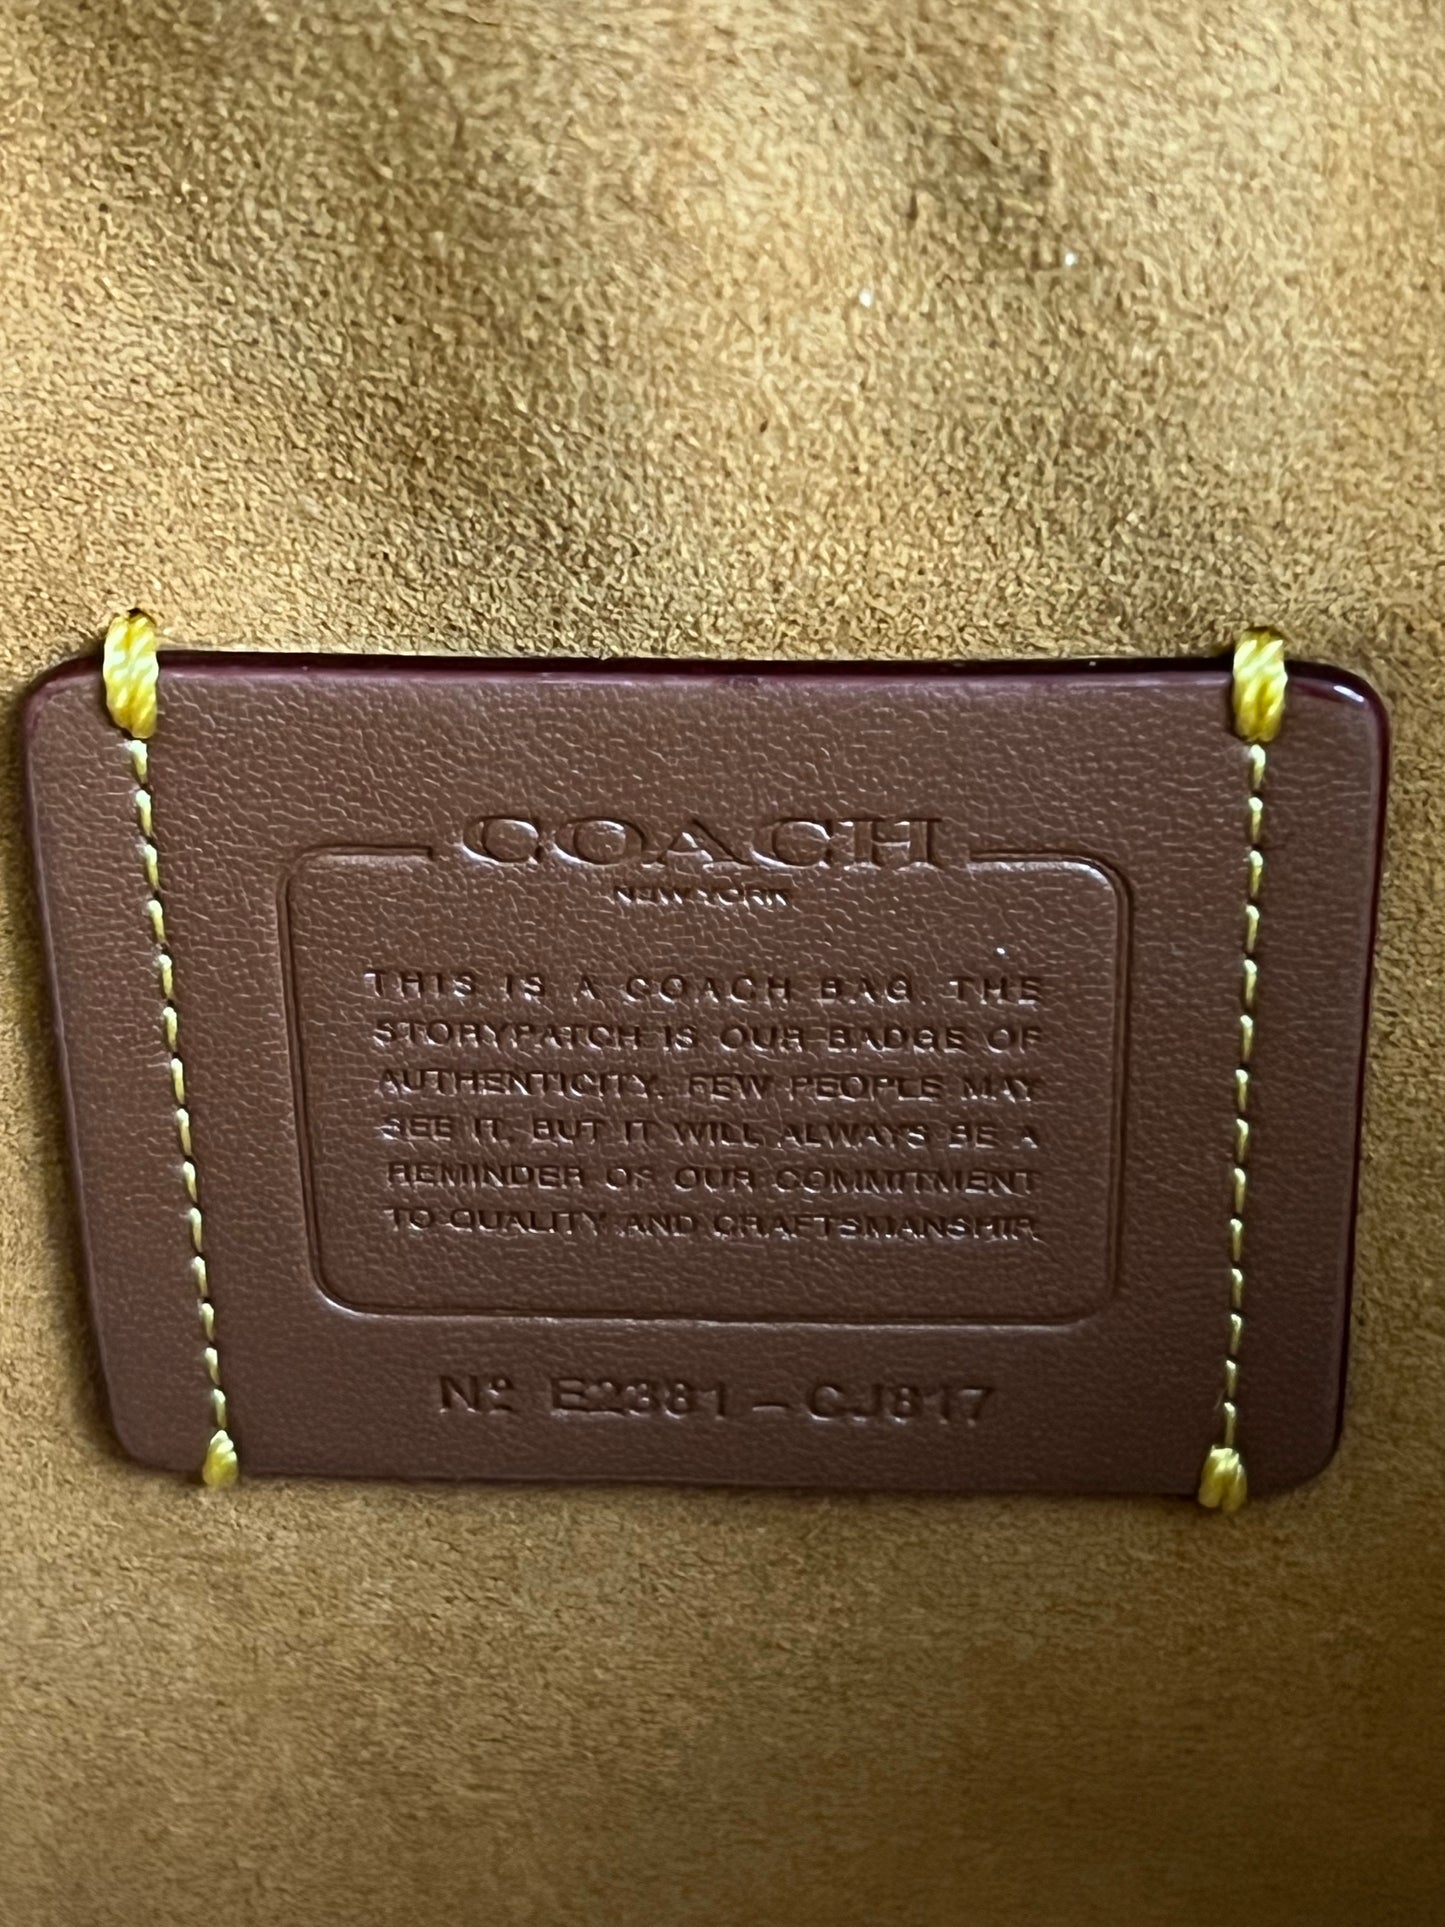 COACH
NEW YORK
THIS IS A COACH BAG. THE
STORYPATCH IS OUR BADGE OF
AUTHENTICITY. FEW PEOPLE MAY
SEE IT, BUT IT WILL ALWAYS BE A
REMINDER OF OUR COMMITMENT
TO QUALITY AND CRAFTSMANSHIP.
Nº E2381-CJ817